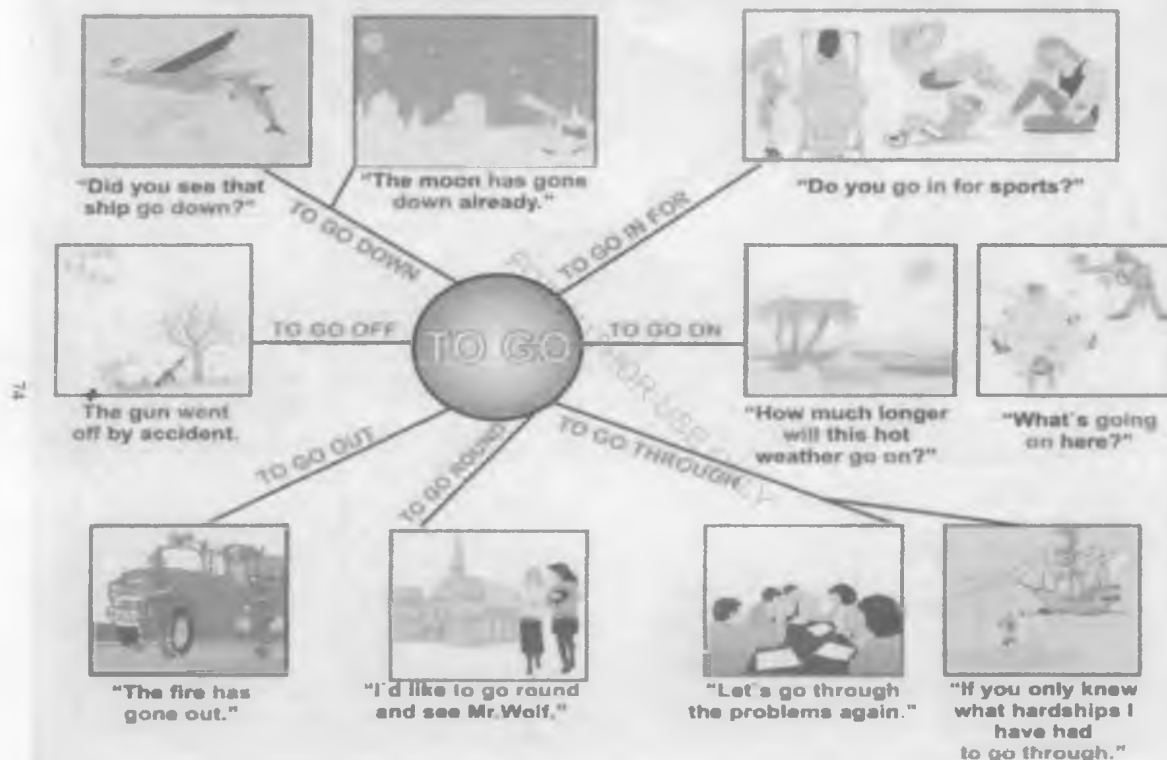 "Did you see that
ship go down?"
"The moon has gone
down already."
"Do you go in for sports?"
TO GO DOWN
TO GO IN FOR
TO GO OFF
TO GO
TO GO ON
The gun went
off by accident.
"How much longer
will this hot
weather go on?"
"What's going
on here?"
TO GO OUT
TO GO ROUND
TO GO THROUGH
"The fire has
gone out."
"I'd like to go round
and see Mr.Wolf."
"Let's go through
the problems again."
"If you only knew
what hardships I
have had
to go through."
74